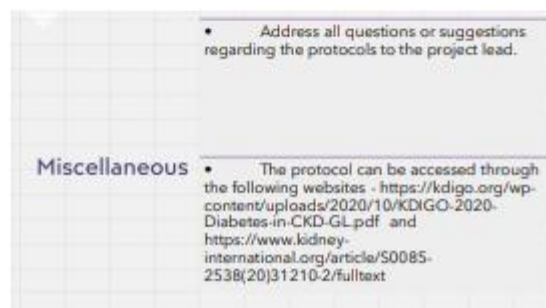 • Address all questions or suggestions
regarding the protocols to the project lead.
Miscellaneous
• The protocol can be accessed through
the following websites - https://kdigo.org/wp-
content/uploads/2020/10/KDIGO-2020-
Diabetes-in-CKD-GL.pdf and
https://www.kidney-
international.org/article/S0085-
2538(20)31210-2/fulltext